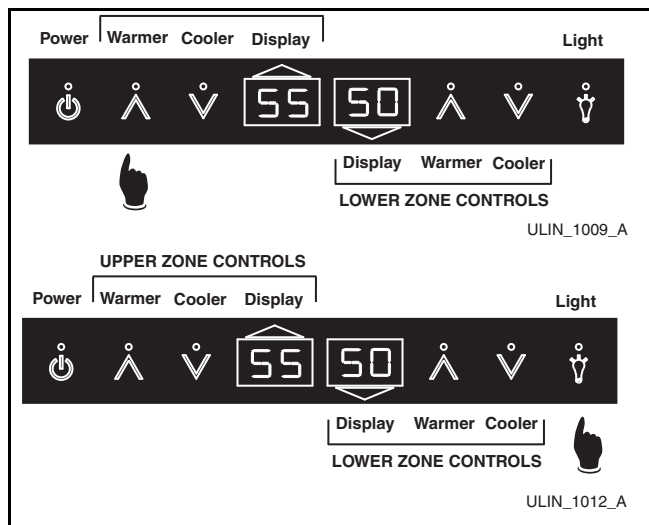 Power Warmer Cooler Display Light
55 50
Display Warmer Cooler
LOWER ZONE CONTROLS
ULIN_1009_A
UPPER ZONE CONTROLS
Power Warmer Cooler Display Light
55 50
Display Warmer Cooler
LOWER ZONE CONTROLS
ULIN_1012_A